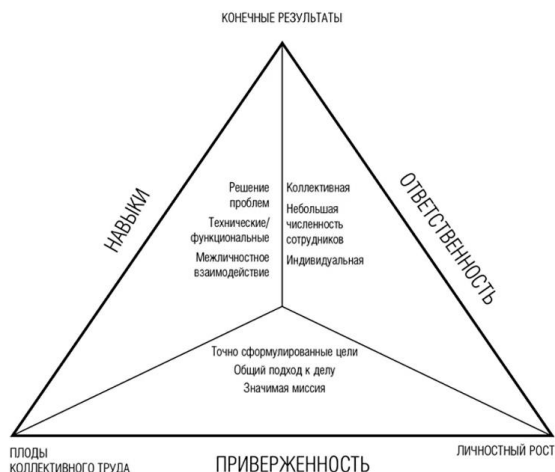 КОНЕЧНЫЕ РЕЗУЛЬТАТЫ
НАВЫКИ
ОТВЕТСТВЕННОСТЬ
Решение
проблем
Технические/
функциональные
Межличностное
взаимодействие
Коллективная
Небольшая
численность
сотрудников
Индивидуальная
Точно сформулированные цели
Общий подход к делу
Значимая миссия
ПЛОДЫ
КОЛЛЕКТИВНОГО ТРУДА
ПРИВЕРЖЕННОСТЬ
ЛИЧНОСТНЫЙ РОСТ